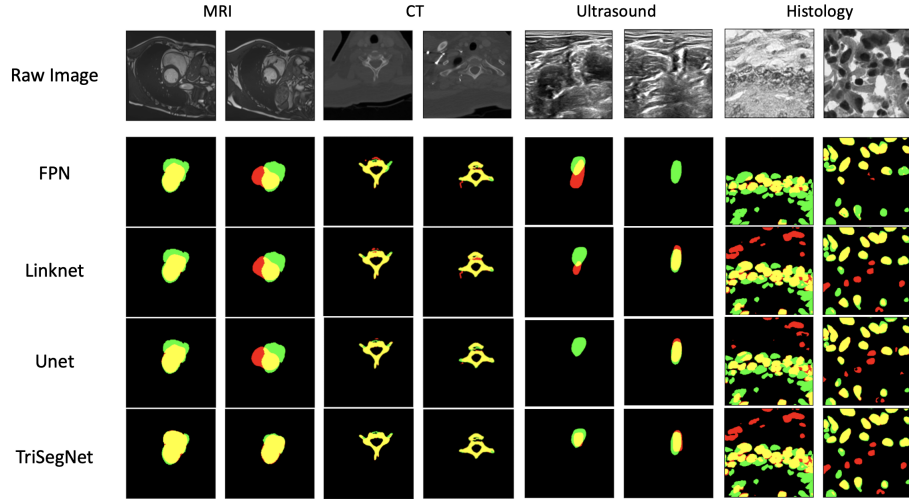 MRI CT Ultrasound Histology
Raw Image
FPN
Linknet
Unet
TriSegNet